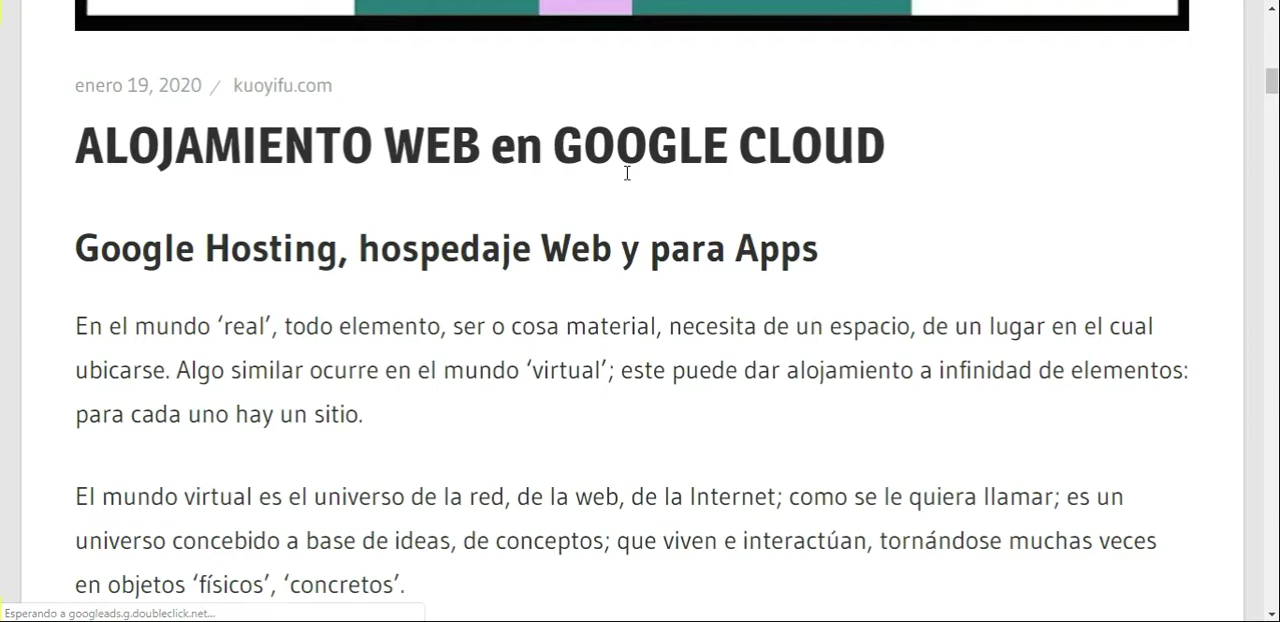 enero 19, 2020 / kuoyifu.com
ALOJAMIENTO WEB en GOOGLE CLOUD
Google Hosting, hospedaje Web y para Apps
En el mundo ‘real’, todo elemento, ser o cosa material, necesita de un espacio, de un lugar en el cual
ubicarse. Algo similar ocurre en el mundo ‘virtual’; este puede dar alojamiento a infinidad de elementos:
para cada uno hay un sitio.
El mundo virtual es el universo de la red, de la web, de la Internet; como se le quiera llamar; es un
universo concebido a base de ideas, de conceptos; que viven e interactúan, tornándose muchas veces
en objetos ‘físicos’, ‘concretos’.
Esperando a googleads.g.doubleclick.net...